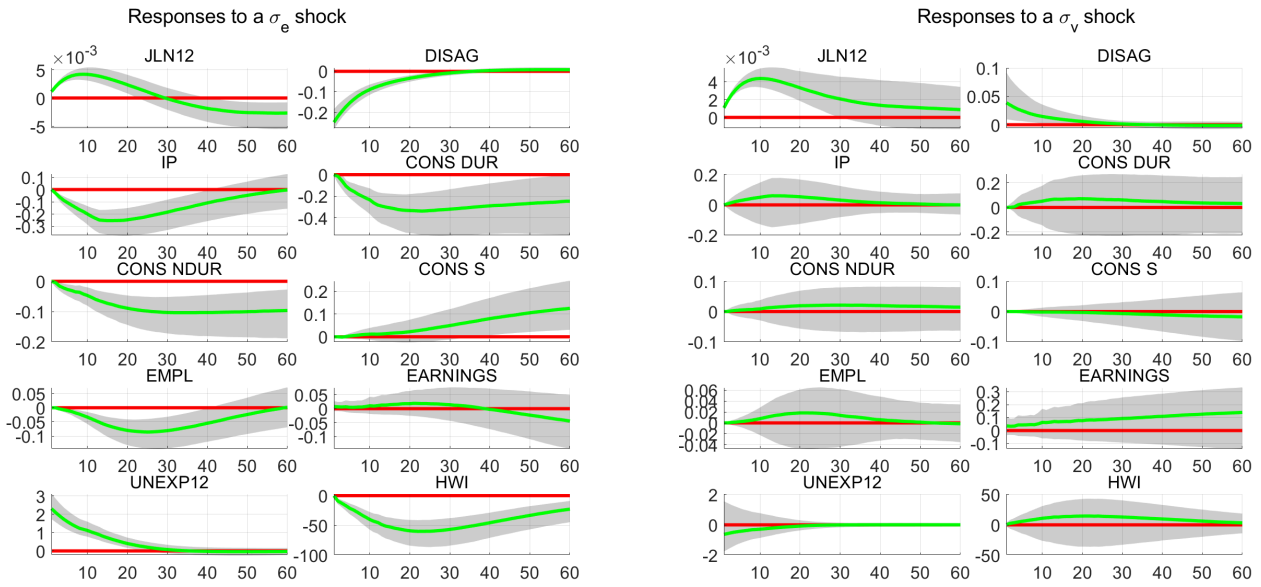 Responses to a σe shock
×10-3 JLN12
5
0
-5
10 20 30 40 50 60
DISAG
0
-0.1
-0.2
10 20 30 40 50 60
IP
0.1
0
-0.1
-0.2
-0.3
10 20 30 40 50 60
CONS DUR
0
-0.2
-0.4
10 20 30 40 50 60
CONS NDUR
0
-0.1
-0.2
10 20 30 40 50 60
CONS S
0.2
0.1
0
10 20 30 40 50 60
EMPL
0.05
0
-0.05
-0.1
10 20 30 40 50 60
EARNINGS
0.05
0
-0.05
-0.1
10 20 30 40 50 60
UNEXP12
3
2
1
0
10 20 30 40 50 60
HWI
0
-50
-100
10 20 30 40 50 60
Responses to a σv shock
×10-3 JLN12
4
2
0
10 20 30 40 50 60
DISAG
0.1
0.05
0
10 20 30 40 50 60
IP
0.2
0
0.2
10 20 30 40 50 60
CONS DUR
0.2
0
-0.2
10 20 30 40 50 60
CONS NDUR
0.1
0
-0.1
10 20 30 40 50 60
CONS S
0.1
0
-0.1
10 20 30 40 50 60
EMPL
0.06
0.04
0.02
0
-0.02
-0.04
10 20 30 40 50 60
EARNINGS
0.3
0.2
0.1
0
-0.1
10 20 30 40 50 60
UNEXP12
2
0
-2
10 20 30 40 50 60
HWI
50
0
-50
10 20 30 40 50 60